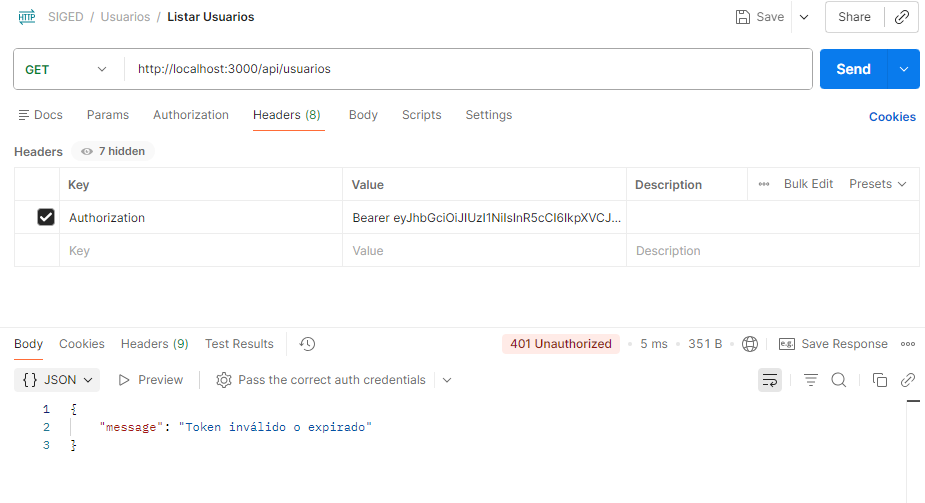 HTTP SIGED / Usuarios / Listar Usuarios Save Share
GET http://localhost:3000/api/usuarios Send
Docs Params Authorization Headers (8) Body Scripts Settings Cookies
Headers 7 hidden
Key Value Description Bulk Edit Presets
Authorization Bearer eyJhbGciOiJIUzI1NiIsInR5cCI6IkpXVCJ...
Key Value Description
Body Cookies Headers (9) Test Results 401 Unauthorized • 5 ms • 351 B • e.g. Save Response
{} JSON Preview Pass the correct auth credentials
1 {
2 "message": "Token inválido o expirado"
3 }